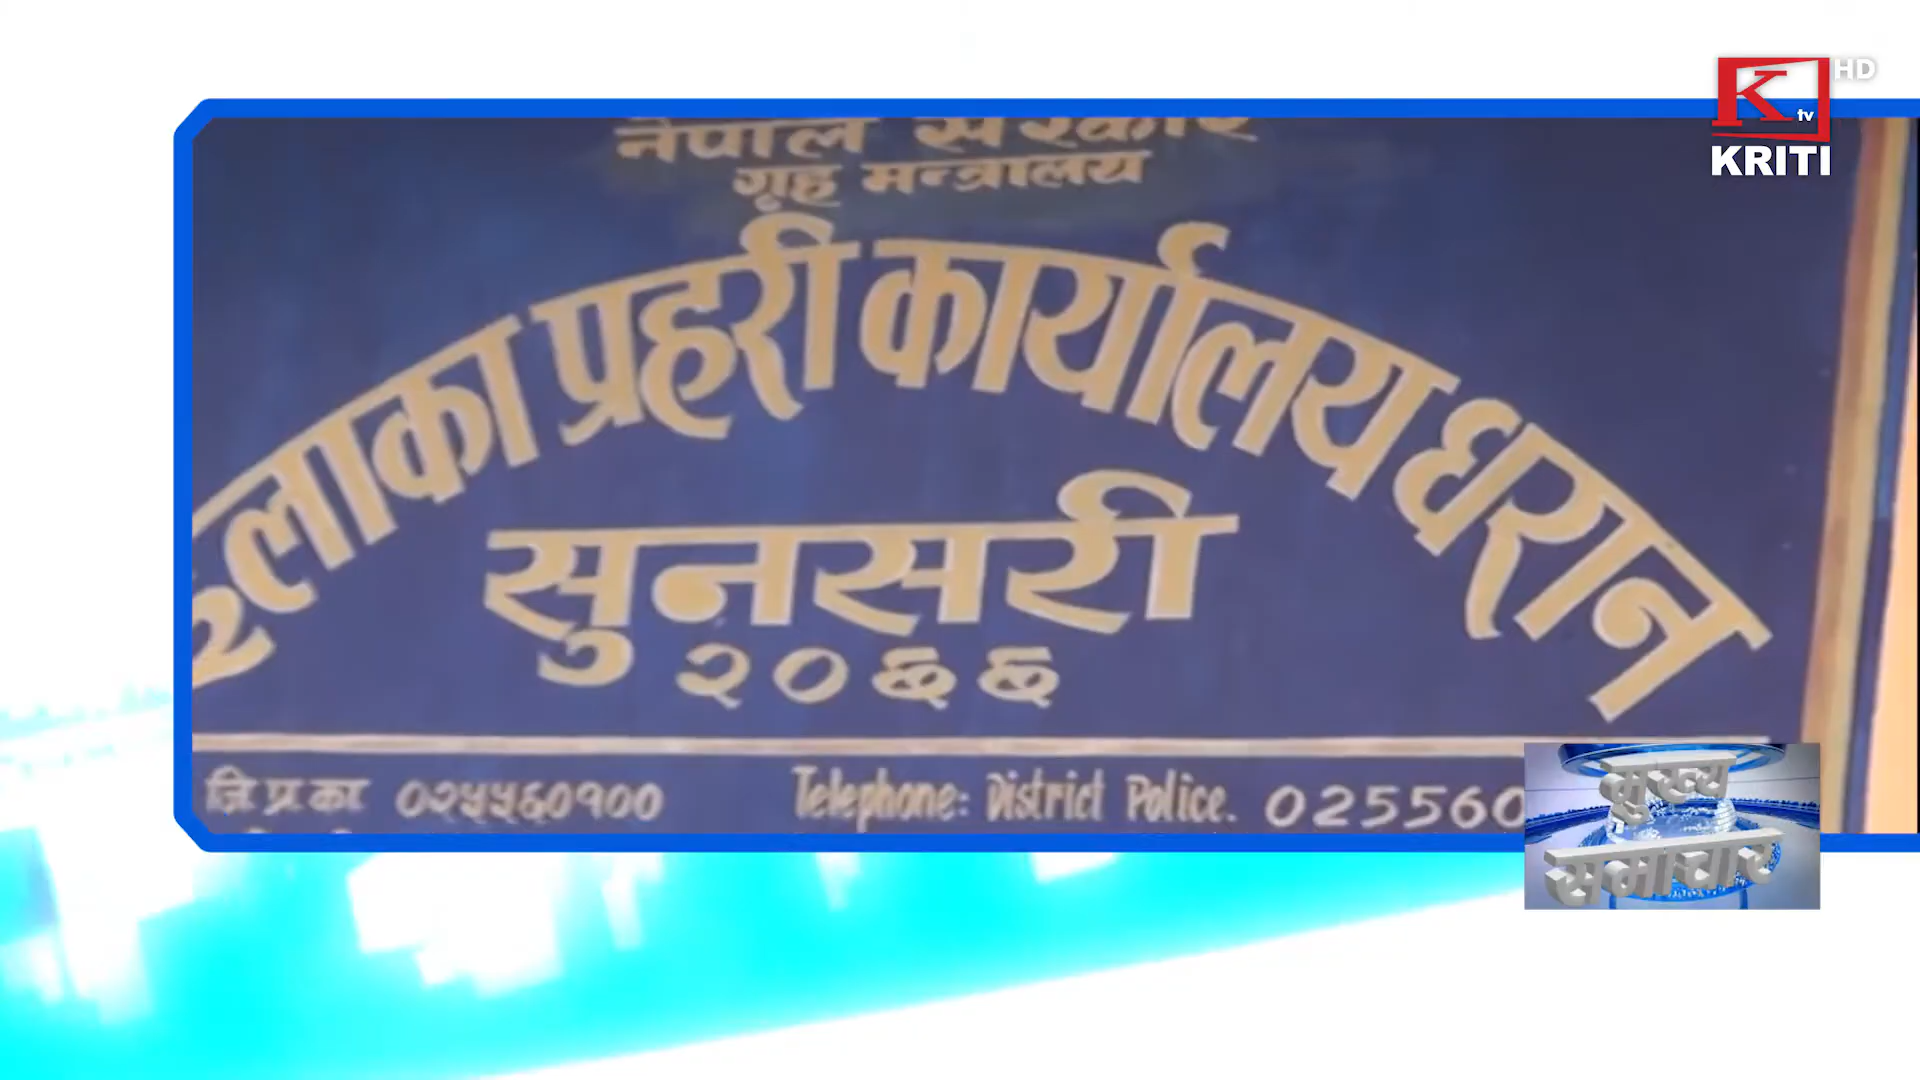 HD
K tv
KRITI
नेपाल सरकार
गृह मन्त्रालय
इलाका प्रहरी कार्यालय धरान
सुनसरी
२०६६
जि.प्र.का ०२५५६०१००
Telephone: District Police. 025560
मुख्य
समाचार